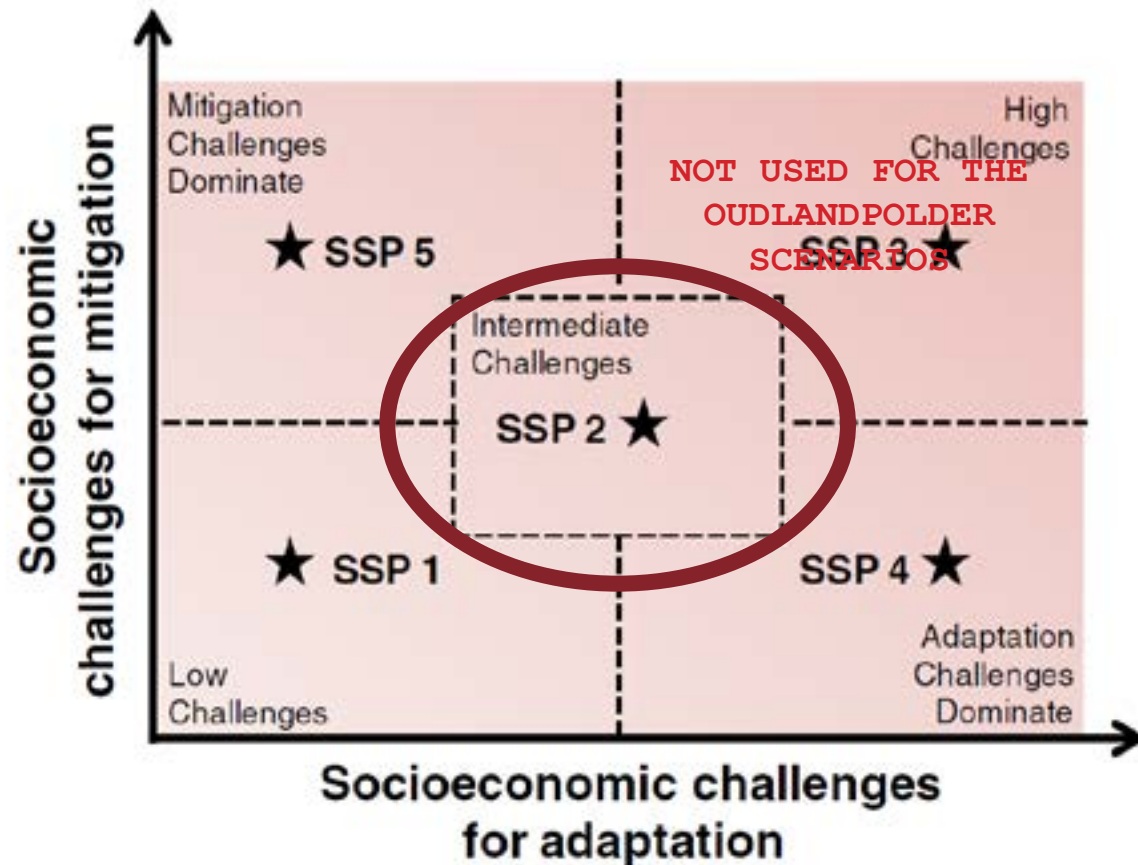 Socioeconomic
challenges for mitigation
Mitigation
Challenges
Dominate
High
Challenges
NOT USED FOR THE
OUDLANDPOLDER
SCENARIOS
SSP 5
SSP 3
Intermediate
Challenges
SSP 2
SSP 1
SSP 4
Low
Challenges
Adaptation
Challenges
Dominate
Socioeconomic challenges
for adaptation